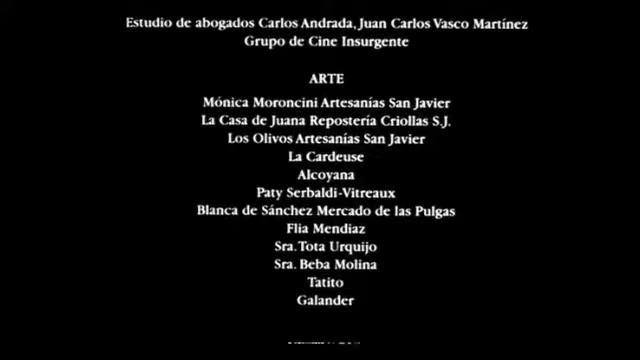 Estudio de abogados Carlos Andrada, Juan Carlos Vasco Martínez
Grupo de Cine Insurgente
ARTE
Mónica Moroncini Artesanías San Javier
La Casa de Juana Repostería Criollas S.J.
Los Olivos Artesanías San Javier
La Cardeuse
Alcoyana
Paty Serbaldi-Vitreaux
Blanca de Sánchez Mercado de las Pulgas
Flia Mendiaz
Sra. Tota Urquijo
Sra. Beba Molina
Tatito
Galander